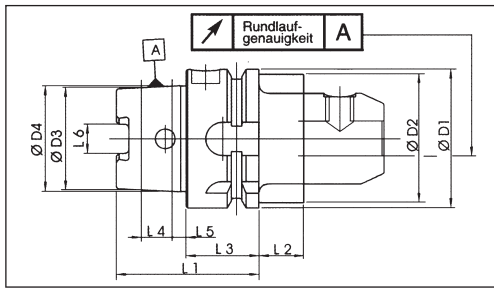 Rundlauf-
genauigkeit
A
A
Ø D4
Ø D3
L 6
Ø D2
Ø D1
L 4
L 5
L 3
L 2
L 1